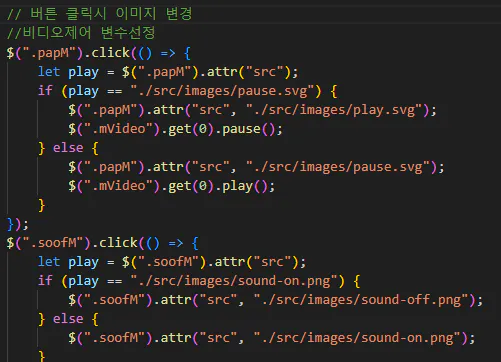 // 버튼 클릭시 이미지 변경
//비디오제어 변수선정
$(".papM").click(() => {
    let play = $(".papM").attr("src");
    if (play == "./src/images/pause.svg") {
        $(".papM").attr("src", "./src/images/play.svg");
        $(".mVideo").get(0).pause();
    } else {
        $(".papM").attr("src", "./src/images/pause.svg");
        $(".mVideo").get(0).play();
    }
});
$(".soofM").click(() => {
    let play = $(".soofM").attr("src");
    if (play == "./src/images/sound-on.png") {
        $(".soofM").attr("src", "./src/images/sound-off.png");
    } else {
        $(".soofM").attr("src", "./src/images/sound-on.png");
    }